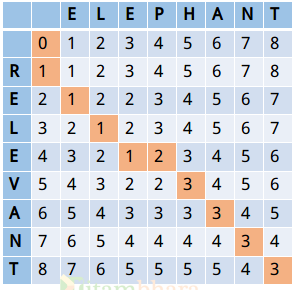 E L E P H A N T
0 1 2 3 4 5 6 7 8
R 1 1 2 3 4 5 6 7 8
E 2 1 2 2 3 4 5 6 7
L 3 2 1 2 3 4 5 6 7
E 4 3 2 1 2 3 4 5 6
V 5 4 3 2 2 3 4 5 6
A 6 5 4 3 3 3 3 4 5
N 7 6 5 4 4 4 4 3 4
T 8 7 6 5 5 5 5 4 3